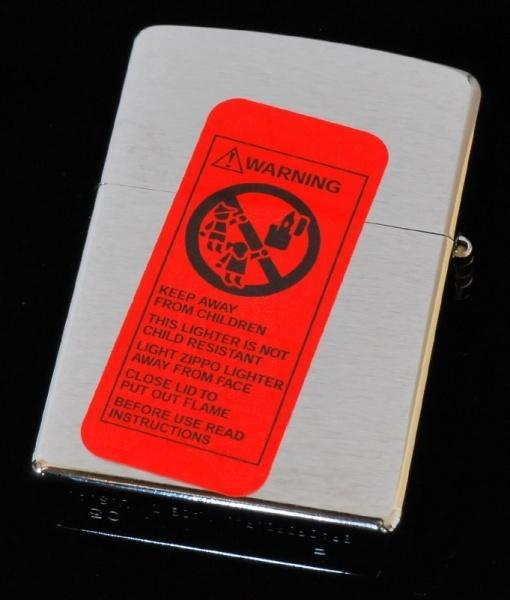 WARNING
KEEP AWAY
FROM CHILDREN
THIS LIGHTER IS NOT
CHILD RESISTANT
LIGHT ZIPPO LIGHTER
AWAY FROM FACE
CLOSE LID TO
PUT OUT FLAME
BEFORE USE READ
INSTRUCTIONS